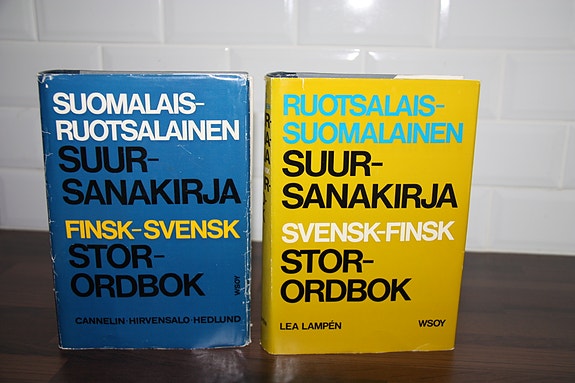 SUOMALAIS-
RUOTSALAINEN
SUUR-
SANAKIRJA
FINSK-SVENSK
STOR-
ORDBOK
WSOY
CANNELIN·HIRVENSALO·HEDLUND
RUOTSALAIS-
SUOMALAINEN
SUUR-
SANAKIRJA
SVENSK-FINSK
STOR-
ORDBOK
LEA LAMPÉN
WSOY